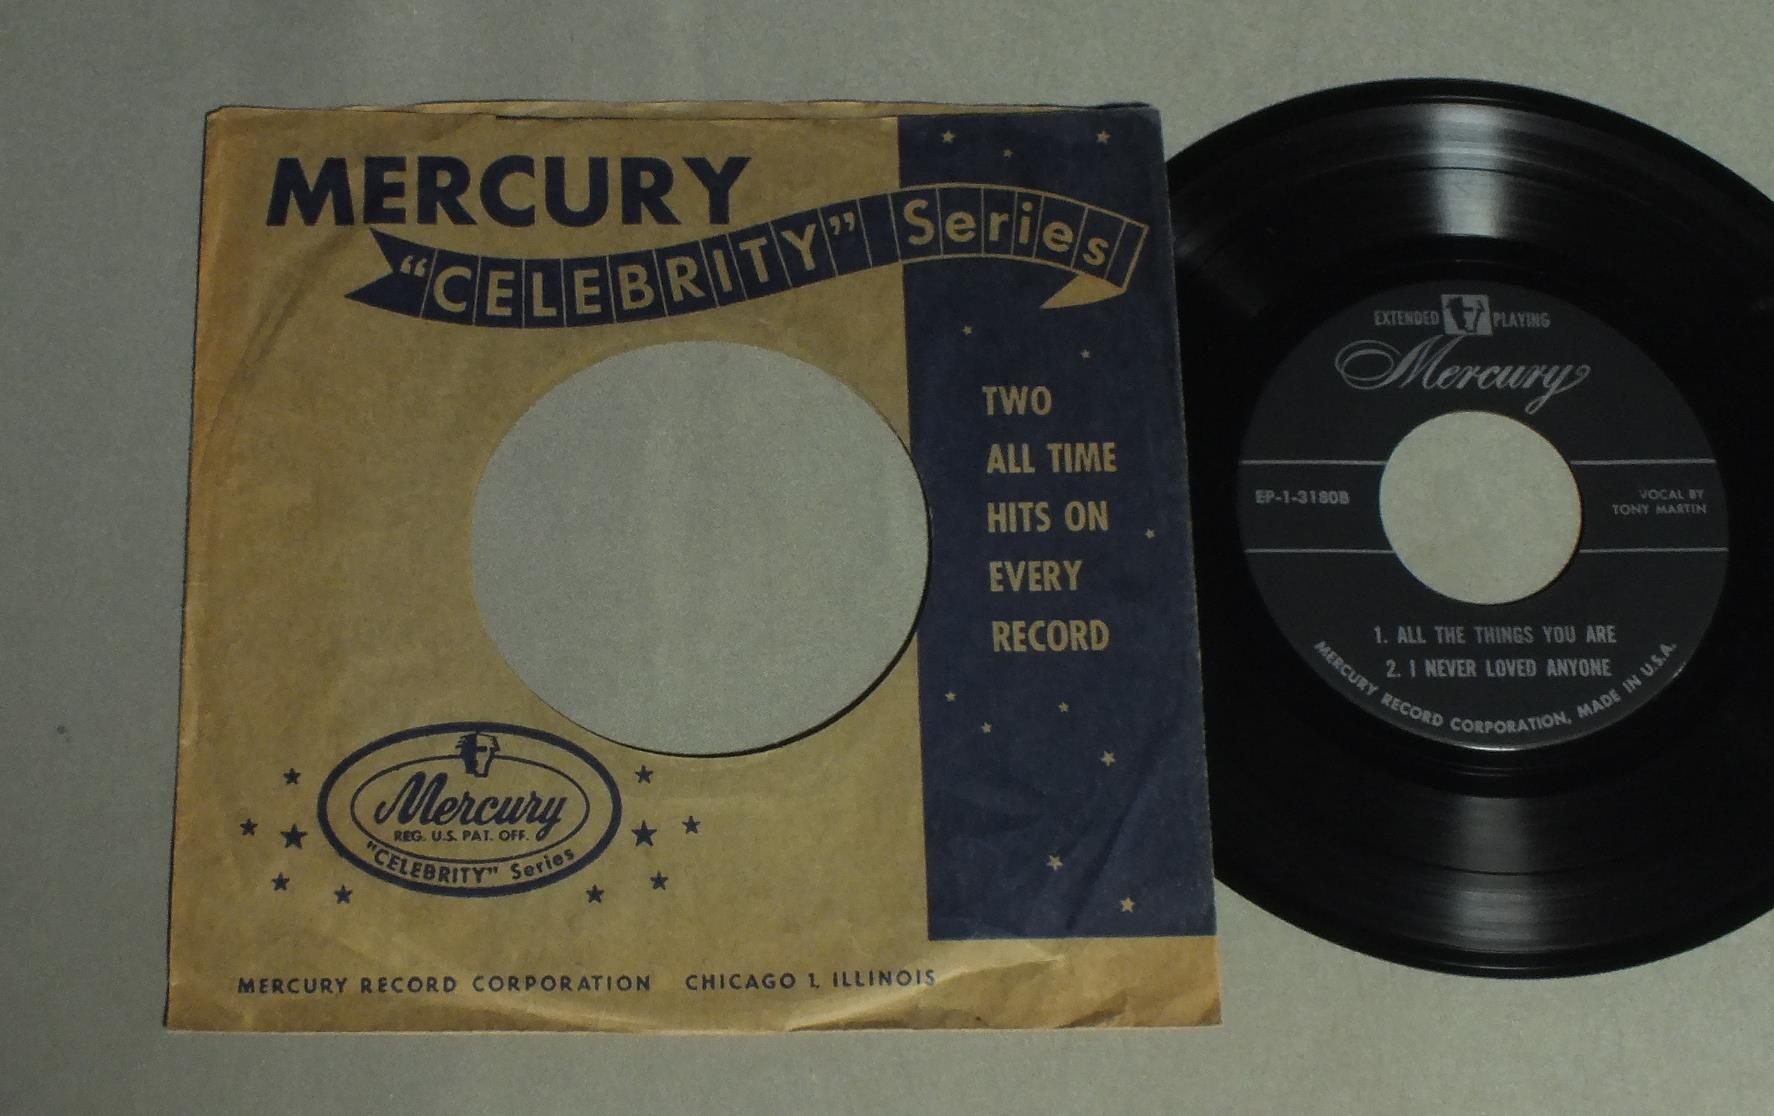 MERCURY
"CELEBRITY" Series
TWO
ALL TIME
HITS ON
EVERY
RECORD
Mercury
REG. U.S. PAT. OFF.
"CELEBRITY" Series
MERCURY RECORD CORPORATION CHICAGO 1, ILLINOIS
EXTENDED PLAYING
Mercury
EP-1-3180B
VOCAL BY
TONY MARTIN
1. ALL THE THINGS YOU ARE
2. I NEVER LOVED ANYONE
MERCURY RECORD CORPORATION, MADE IN U.S.A.